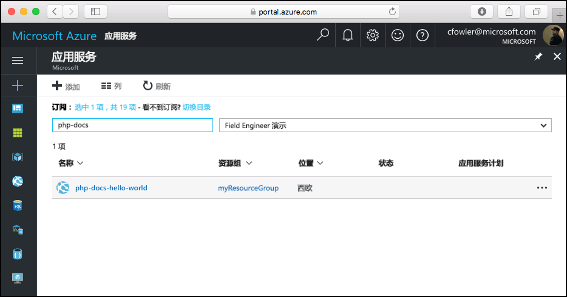 portal.azure.com
Microsoft Azure 应用服务
cfowler@microsoft.com
MICROSOFT
应用服务
Microsoft
添加 列 刷新
订阅： 选中 1 项，共 19 项 - 看不到订阅? 切换目录
php-docs Field Engineer 演示
1 项
名称 资源组 位置 状态 应用服务计划
php-docs-hello-world myResourceGroup 西欧